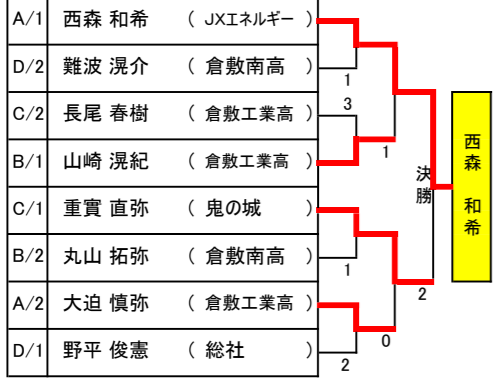 A/1 西森 和希 ( JXエネルギー )
D/2 難波 滉介 ( 倉敷南高 )
1
C/2 長尾 春樹 ( 倉敷工業高 )
3
B/1 山崎 滉紀 ( 倉敷工業高 )
1
C/1 重實 直弥 ( 鬼の城 )
B/2 丸山 拓弥 ( 倉敷南高 )
1
A/2 大迫 慎弥 ( 倉敷工業高 )
D/1 野平 俊憲 ( 総社 )
2
0
2
決勝
西森 和希